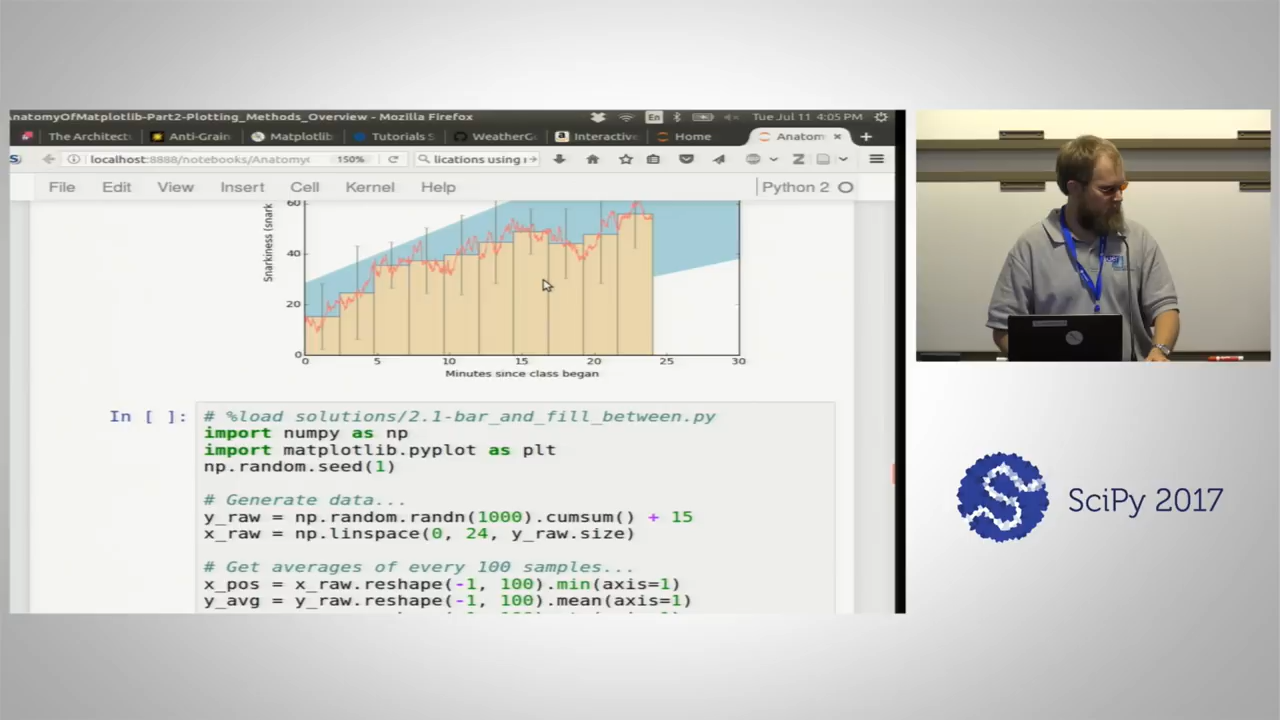 AnatomyOfMatplotlib-Part2-Plotting_Methods_Overview - Mozilla Firefox
En
Tue Jul 11 4:05 PM
The Architect
Anti-Grain
Matplotlib
Tutorials S
WeatherG
Interactive
Home
Anatom
localhost:8888/notebooks/Anatomy
150%
lications using
File Edit View Insert Cell Kernel Help
Python 2
Snarkiness (snark
60
40
20
0
0 5 10 15 20 25 30
Minutes since class began
In [ ]:
# %load solutions/2.1-bar_and_fill_between.py
import numpy as np
import matplotlib.pyplot as plt
np.random.seed(1)
# Generate data...
y_raw = np.random.randn(1000).cumsum() + 15
x_raw = np.linspace(0, 24, y_raw.size)
# Get averages of every 100 samples...
x_pos = x_raw.reshape(-1, 100).min(axis=1)
y_avg = y_raw.reshape(-1, 100).mean(axis=1)
SciPy 2017